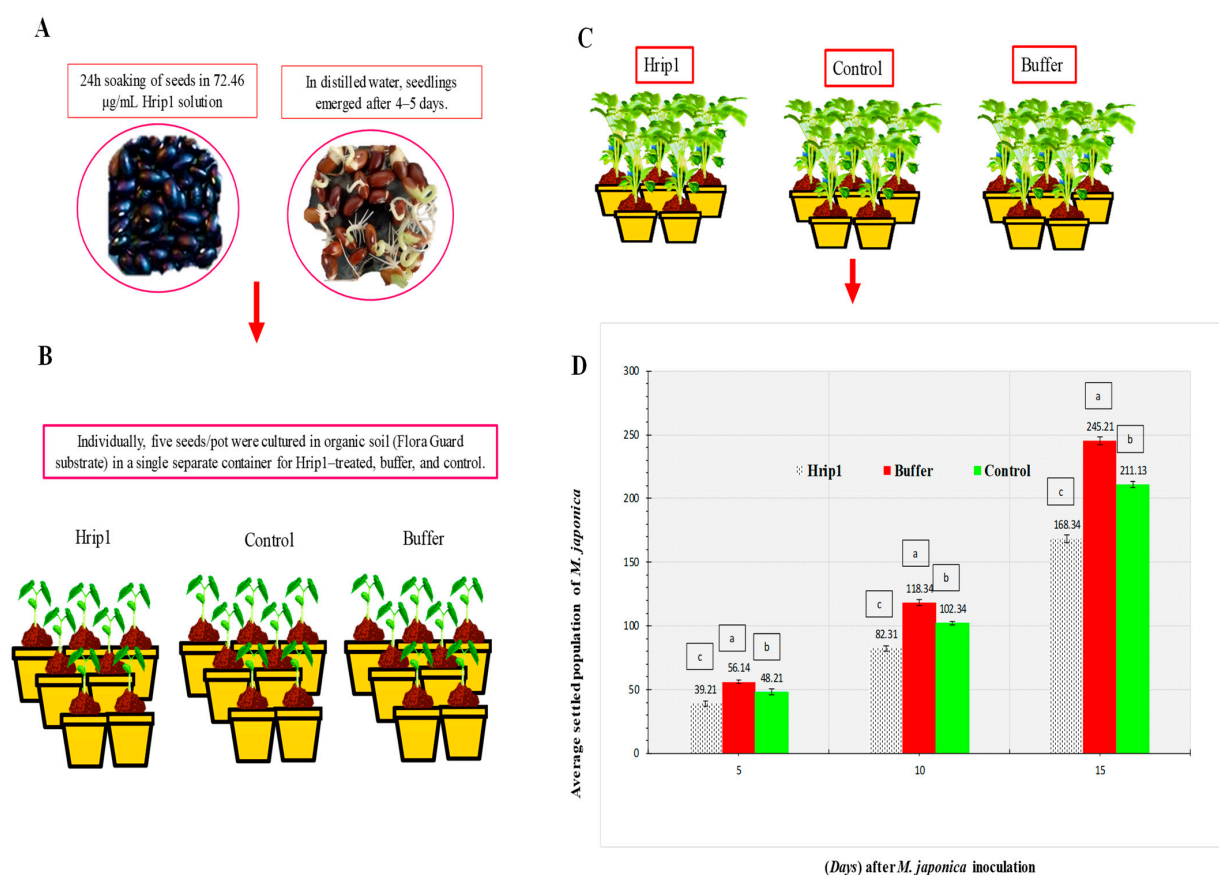 A
24h soaking of seeds in 72.46
µg/mL Hrip1 solution
In distilled water, seedlings
emerged after 4–5 days.
B
Individually, five seeds/pot were cultured in organic soil (Flora Guard
substrate) in a single separate container for Hrip1–treated, buffer, and control.
Hrip1
Control
Buffer
C
Hrip1
Control
Buffer
D
Average settled population of M. japonica
300
250
200
150
100
50
0
Hrip1
Buffer
Control
c
a
b
39.21
56.14
48.21
c
a
b
82.31
118.34
102.34
c
a
b
168.34
245.21
211.13
5
10
15
(Days) after M. japonica inoculation